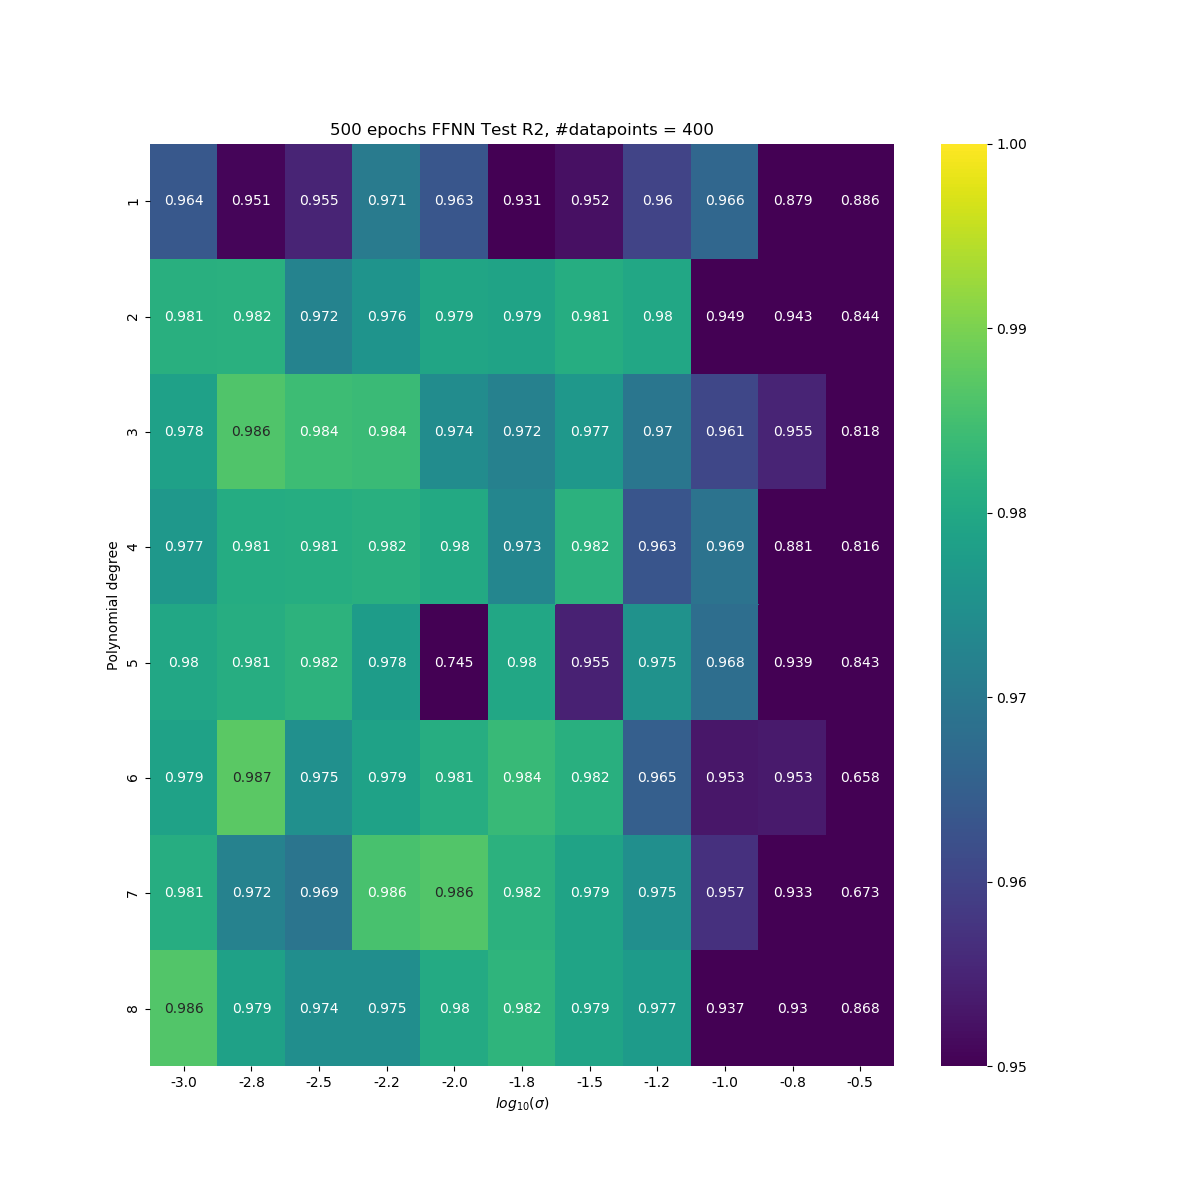 500 epochs FFNN Test R2, #datapoints = 400
1 0.964 0.951 0.955 0.971 0.963 0.931 0.952 0.96 0.966 0.879 0.886
2 0.981 0.982 0.972 0.976 0.979 0.979 0.981 0.98 0.949 0.943 0.844
3 0.978 0.986 0.984 0.984 0.974 0.972 0.977 0.97 0.961 0.955 0.818
4 0.977 0.981 0.981 0.982 0.98 0.973 0.982 0.963 0.969 0.881 0.816
5 0.98 0.981 0.982 0.978 0.745 0.98 0.955 0.975 0.968 0.939 0.843
6 0.979 0.987 0.975 0.979 0.981 0.984 0.982 0.965 0.953 0.953 0.658
7 0.981 0.972 0.969 0.986 0.986 0.982 0.979 0.975 0.957 0.933 0.673
8 0.986 0.979 0.974 0.975 0.98 0.982 0.979 0.977 0.937 0.93 0.868
-3.0 -2.8 -2.5 -2.2 -2.0 -1.8 -1.5 -1.2 -1.0 -0.8 -0.5
log10(σ)
Polynomial degree
1.00
0.99
0.98
0.97
0.96
0.95